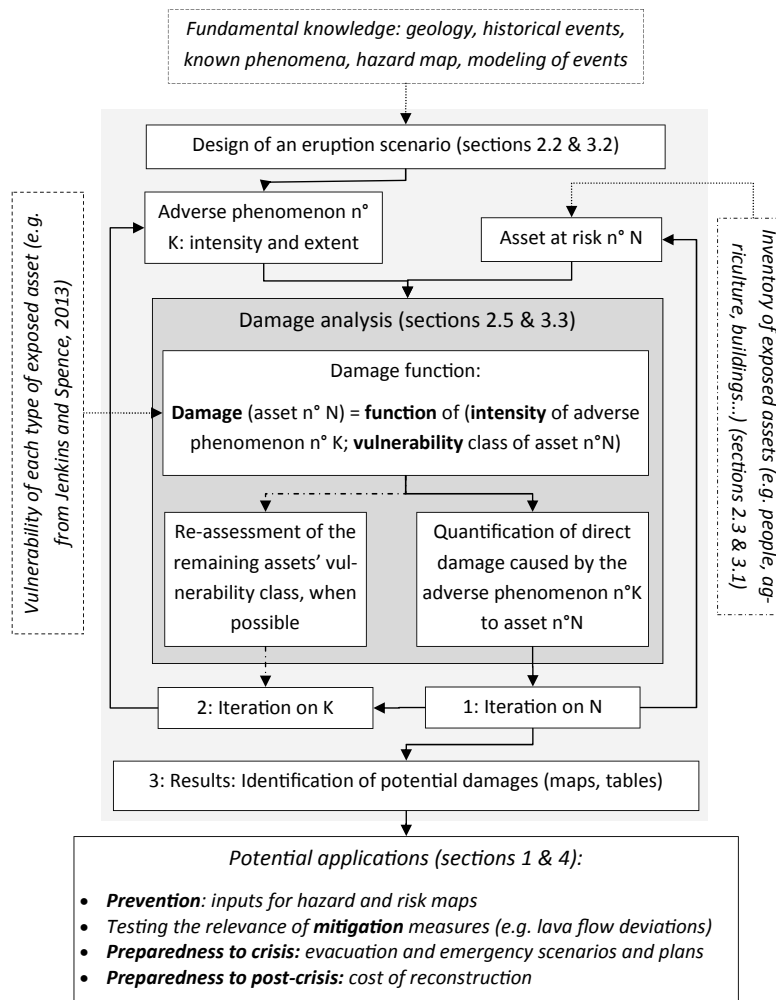 Fundamental knowledge: geology, historical events,
known phenomena, hazard map, modeling of events
Design of an eruption scenario (sections 2.2 & 3.2)
Adverse phenomenon n°
K: intensity and extent
Asset at risk n° N
Vulnerability of each type of exposed asset (e.g.
from Jenkins and Spence, 2013)
Inventory of exposed assets (e.g. people, ag-
riculture, buildings...) (sections 2.3 & 3.1)
Damage analysis (sections 2.5 & 3.3)
Damage function:
Damage (asset n° N) = function of (intensity of adverse
phenomenon n° K; vulnerability class of asset n°N)
Re-assessment of the
remaining assets' vul-
nerability class, when
possible
Quantification of direct
damage caused by the
adverse phenomenon n°K
to asset n°N
2: Iteration on K
1: Iteration on N
3: Results: Identification of potential damages (maps, tables)
Potential applications (sections 1 & 4):
• Prevention: inputs for hazard and risk maps
• Testing the relevance of mitigation measures (e.g. lava flow deviations)
• Preparedness to crisis: evacuation and emergency scenarios and plans
• Preparedness to post-crisis: cost of reconstruction